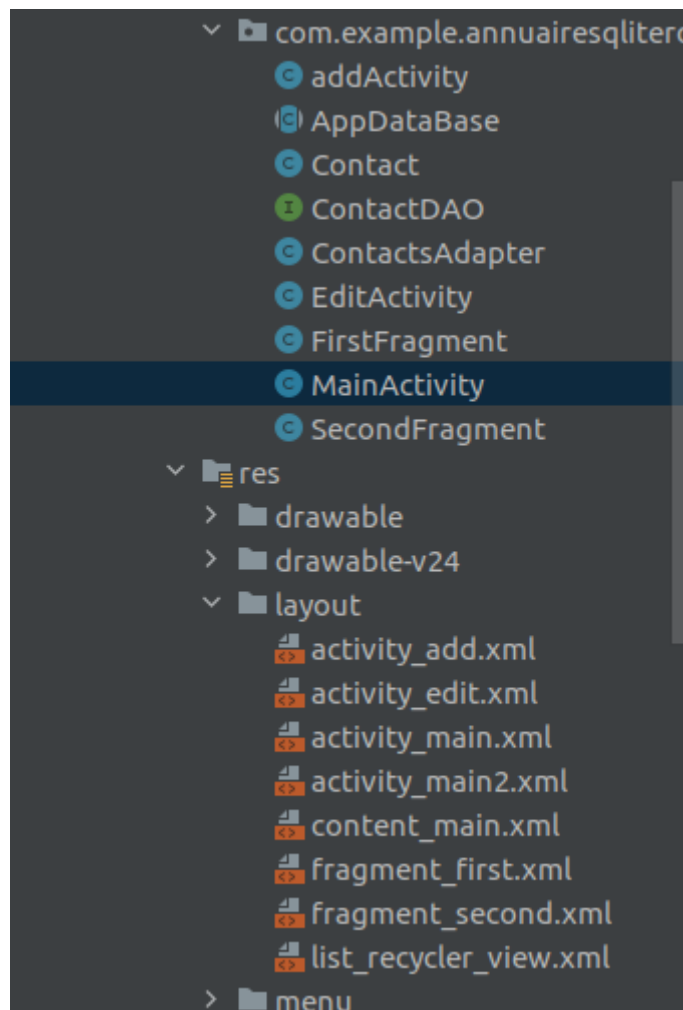 com.example.annuairesqlitero
addActivity
AppDataBase
Contact
ContactDAO
ContactsAdapter
EditActivity
FirstFragment
MainActivity
SecondFragment
res
drawable
drawable-v24
layout
activity_add.xml
activity_edit.xml
activity_main.xml
activity_main2.xml
content_main.xml
fragment_first.xml
fragment_second.xml
list_recycler_view.xml
menu